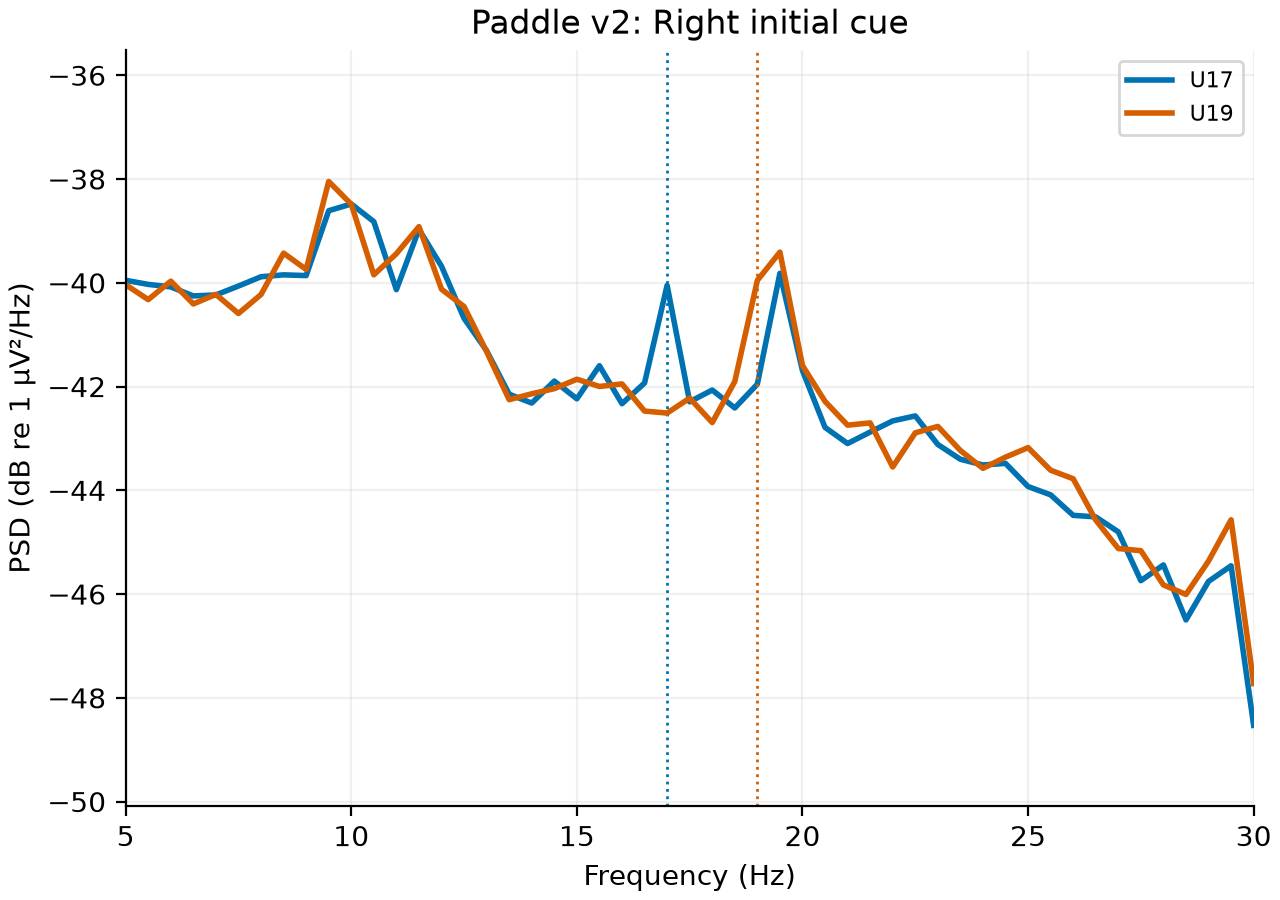 Paddle v2: Right initial cue
U17
U19
−36
−38
−40
−42
−44
−46
−48
−50
PSD (dB re 1 µV²/Hz)
5
10
15
20
25
30
Frequency (Hz)